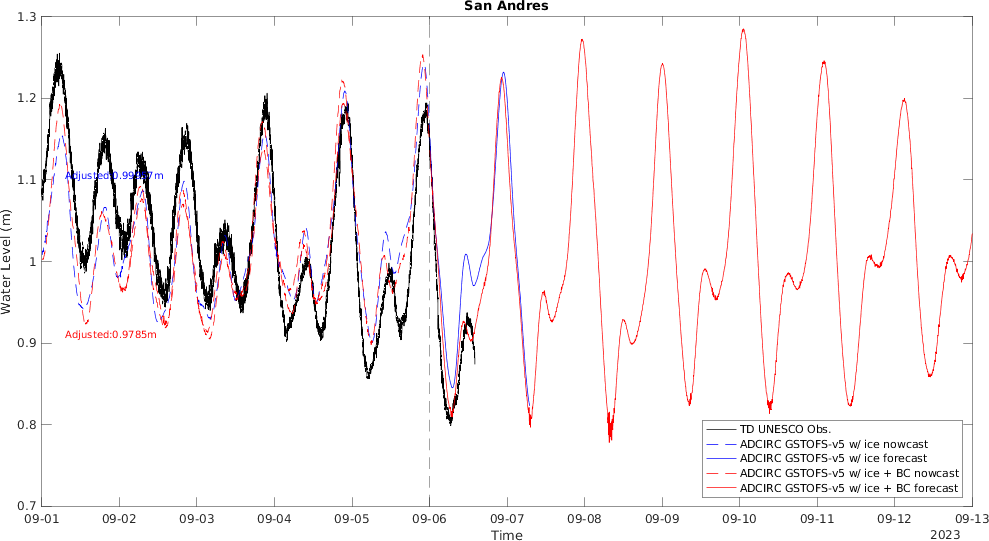 San Andres
1.3
1.2
1.1
1
0.9
0.8
0.7
Water Level (m)
Adjusted:0.9785m
TD UNESCO Obs.
ADCIRC GSTOFS-v5 w/ ice nowcast
ADCIRC GSTOFS-v5 w/ ice forecast
ADCIRC GSTOFS-v5 w/ ice + BC nowcast
ADCIRC GSTOFS-v5 w/ ice + BC forecast
09-01 09-02 09-03 09-04 09-05 09-06 09-07 09-08 09-09 09-10 09-11 09-12 09-13
Time
2023